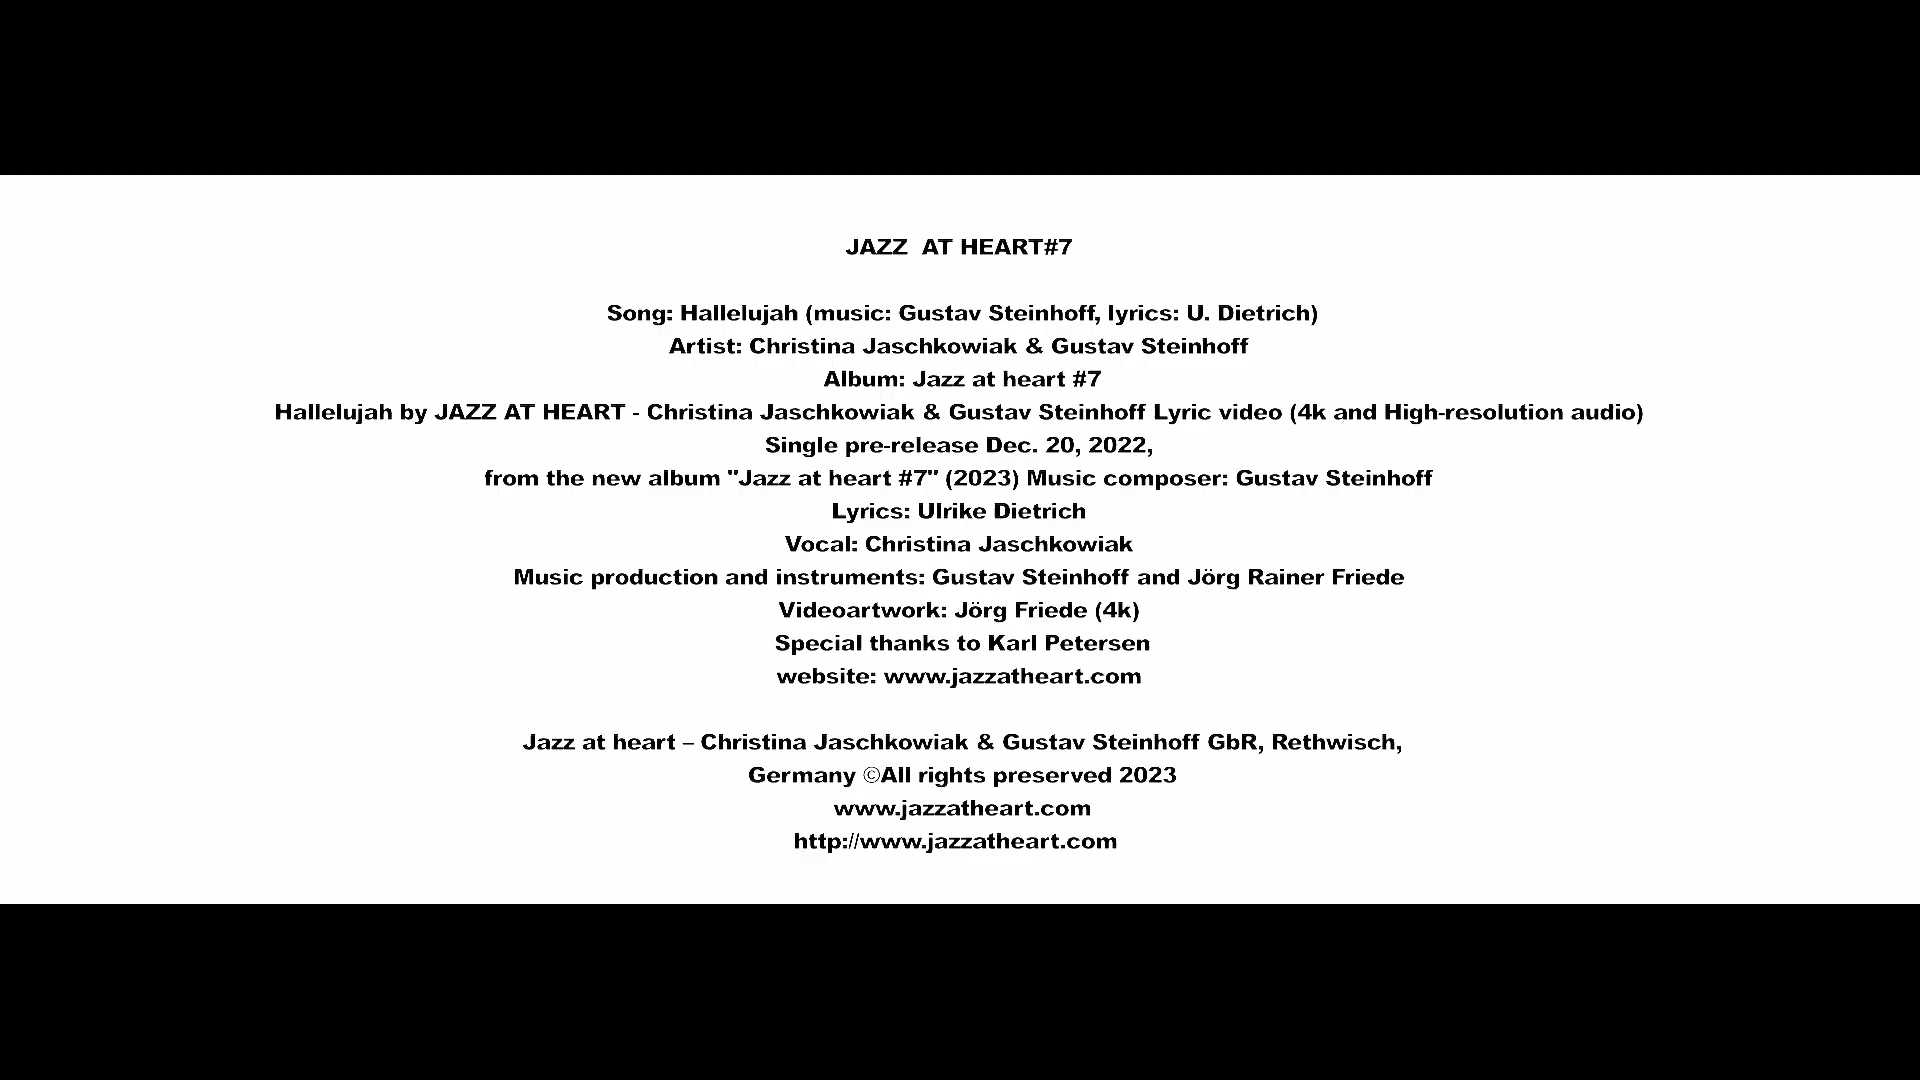 JAZZ  AT HEART#7
Song: Hallelujah (music: Gustav Steinhoff, lyrics: U. Dietrich)
Artist: Christina Jaschkowiak & Gustav Steinhoff
Album: Jazz at heart #7
Hallelujah by JAZZ AT HEART - Christina Jaschkowiak & Gustav Steinhoff Lyric video (4k and High-resolution audio)
Single pre-release Dec. 20, 2022,
from the new album "Jazz at heart #7" (2023) Music composer: Gustav Steinhoff
Lyrics: Ulrike Dietrich
Vocal: Christina Jaschkowiak
Music production and instruments: Gustav Steinhoff and Jörg Rainer Friede
Videoartwork: Jörg Friede (4k)
Special thanks to Karl Petersen
website: www.jazzatheart.com
Jazz at heart – Christina Jaschkowiak & Gustav Steinhoff GbR, Rethwisch,
Germany ©All rights preserved 2023
www.jazzatheart.com
http://www.jazzatheart.com